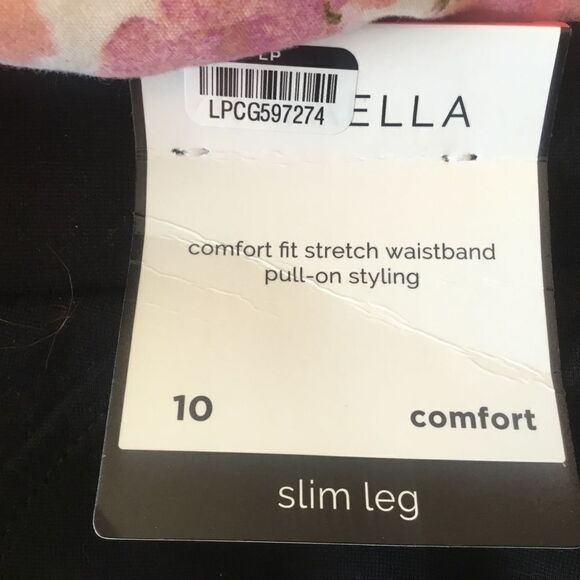 LP
LPCG597274
ELLA
comfort fit stretch waistband
pull-on styling
10
comfort
slim leg